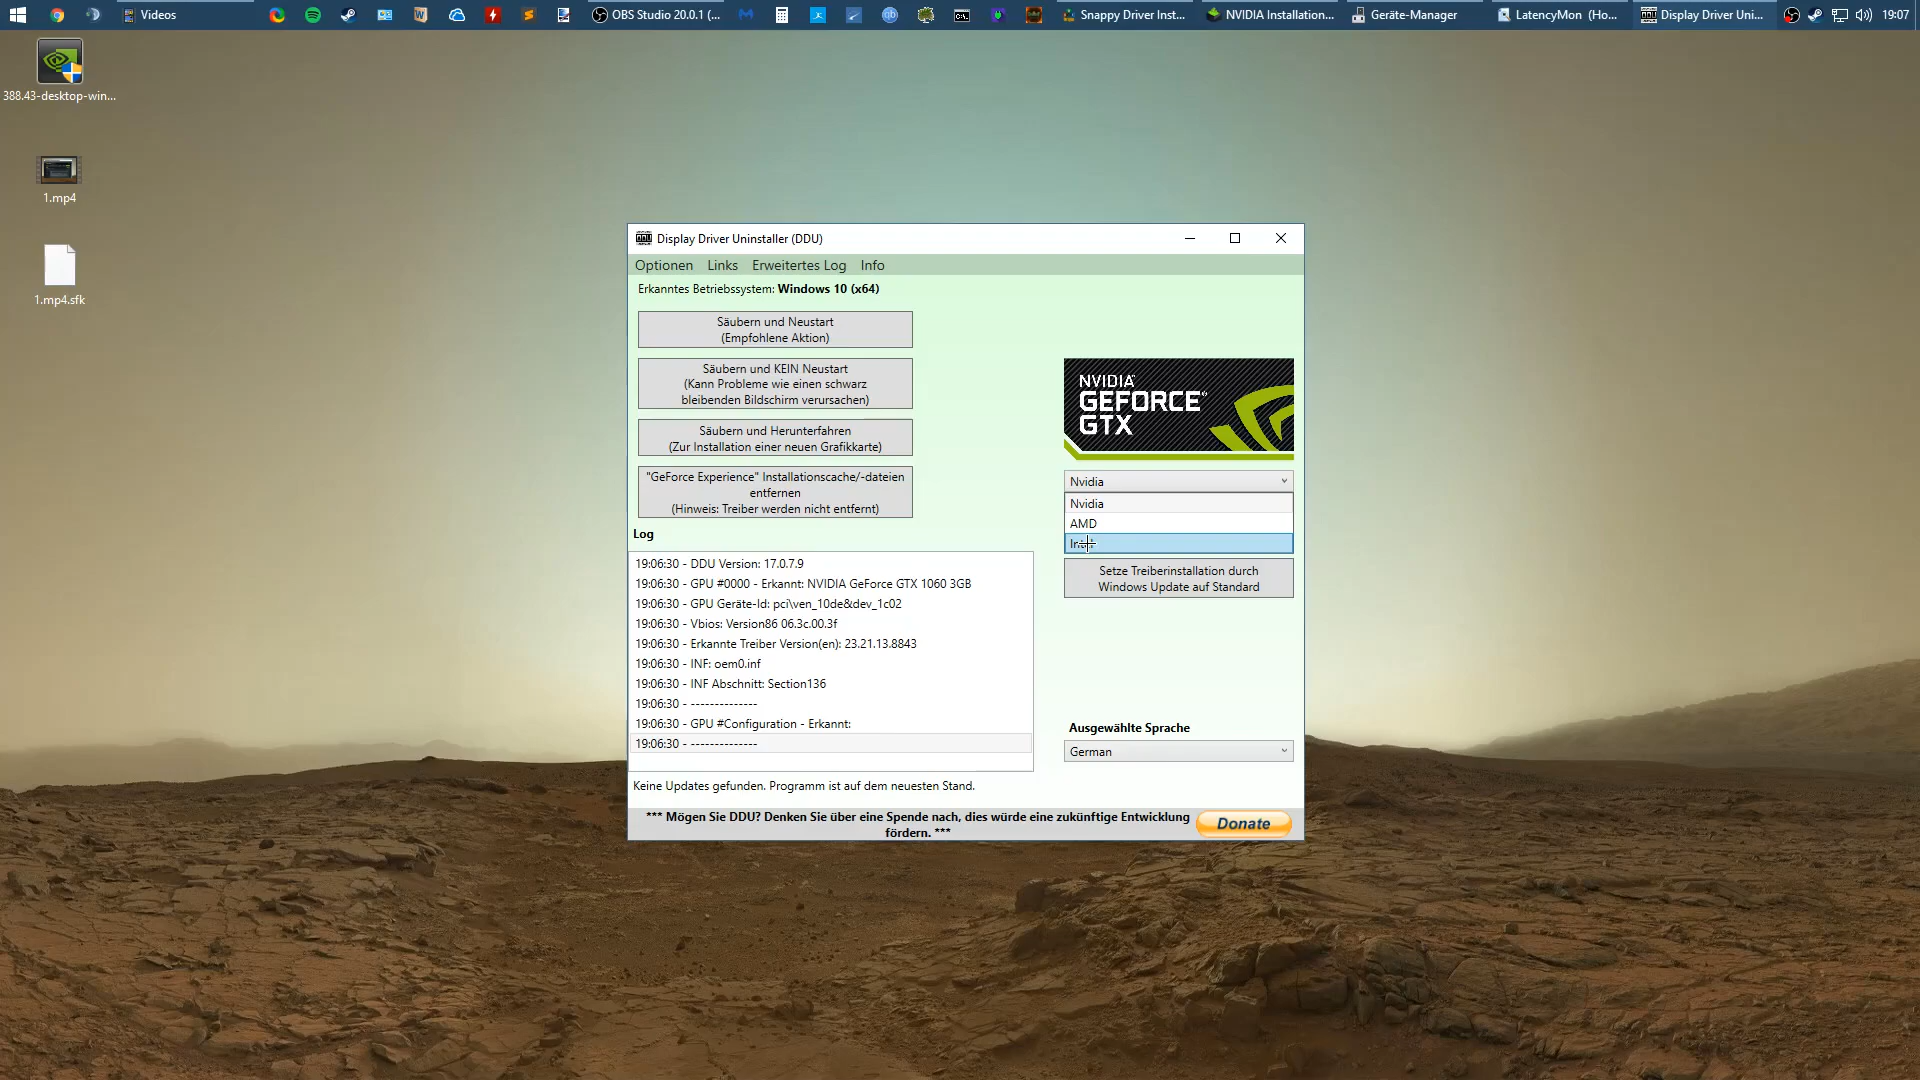 Videos
OBS Studio 20.0.1 (...
Snappy Driver Inst...
NVIDIA Installation...
Geräte-Manager
LatencyMon (Ho...
Display Driver Uni...
19:07
388.43-desktop-win...
1.mp4
1.mp4.sfk
Display Driver Uninstaller (DDU)
Optionen Links Erweitertes Log Info
Erkanntes Betriebssystem: Windows 10 (x64)
Säubern und Neustart
(Empfohlene Aktion)
Säubern und KEIN Neustart
(Kann Probleme wie einen schwarz
bleibenden Bildschirm verursachen)
Säubern und Herunterfahren
(Zur Installation einer neuen Grafikkarte)
"GeForce Experience" Installationscache/-dateien
entfernen
(Hinweis: Treiber werden nicht entfernt)
NVIDIA
GEFORCE
GTX
Nvidia
Nvidia
AMD
Setze Treiberinstallation durch
Windows Update auf Standard
Log
19:06:30 - DDU Version: 17.0.7.9
19:06:30 - GPU #0000 - Erkannt: NVIDIA GeForce GTX 1060 3GB
19:06:30 - GPU Geräte-Id: pci\ven_10de&dev_1c02
19:06:30 - Vbios: Version86 06.3c.00.3f
19:06:30 - Erkannte Treiber Version(en): 23.21.13.8843
19:06:30 - INF: oem0.inf
19:06:30 - INF Abschnitt: Section136
19:06:30 - --------------
19:06:30 - GPU #Configuration - Erkannt:
19:06:30 - --------------
Ausgewählte Sprache
German
Keine Updates gefunden. Programm ist auf dem neuesten Stand.
*** Mögen Sie DDU? Denken Sie über eine Spende nach, dies würde eine zukünftige Entwicklung
fördern. ***
Donate